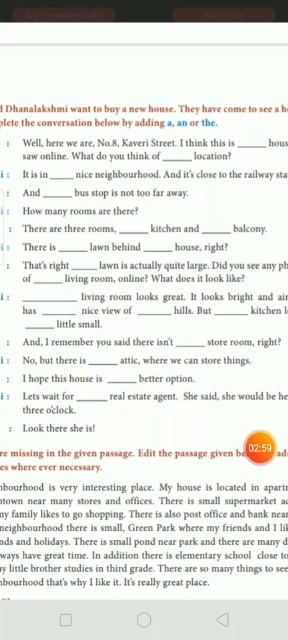 d Dhanalakshmi want to buy a new house. They have come to see a h
plete the conversation below by adding a, an or the.
: Well, here we are, No.8, Kaveri Street. I think this is ______ hous
saw online. What do you think of ______ location?
i : It is in _____ nice neighbourhood. And it's close to the railway sta
: And ______ bus stop is not too far away.
i : How many rooms are there?
: There are three rooms, ______ kitchen and ______ balcony.
i : There is ______ lawn behind ______ house, right?
: That's right ______ lawn is actually quite large. Did you see any ph
of ______ living room, online? What does it look like?
i : __________ living room looks great. It looks bright and air
has _______ nice view of _______ hills. But ______ kitchen l
______ little small.
: And, I remember you said there isn't ______ store room, right?
i : No, but there is ______ attic, where we can store things.
: I hope this house is ______ better option.
i : Lets wait for ______ real estate agent. She said, she would be he
three o'clock.
: Look there she is!
re missing in the given passage. Edit the passage given be ad
es where ever necessary.
02:59
nbourhood is very interesting place. My house is located in apartr
ntown near many stores and offices. There is small supermarket ac
my family likes to go shopping. There is also post office and bank near
neighbourhood there is small, Green Park where my friends and I lik
nds and holidays. There is small pond near park and there are many d
ways have great time. In addition there is elementary school close to
y little brother studies in third grade. There are so many things to see
nbourhood that's why I like it. It's really great place.